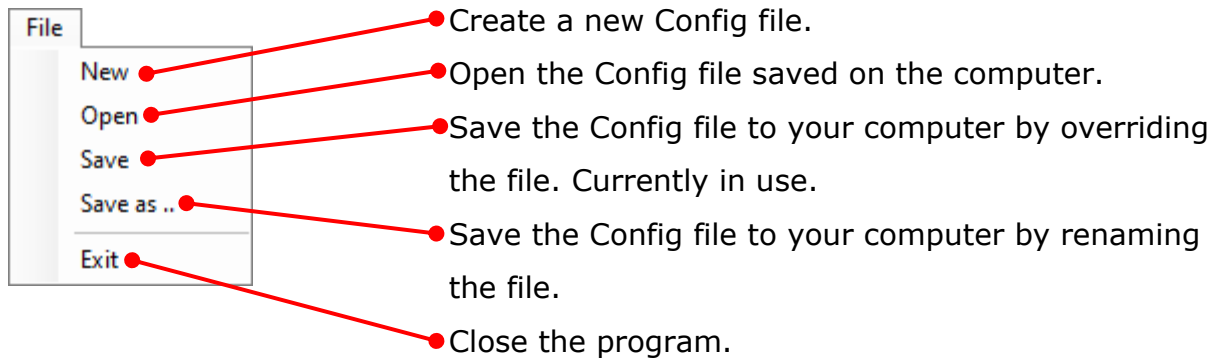 File
New
Open
Save
Save as ..
Exit
Create a new Config file.
Open the Config file saved on the computer.
Save the Config file to your computer by overriding
the file. Currently in use.
Save the Config file to your computer by renaming
the file.
Close the program.